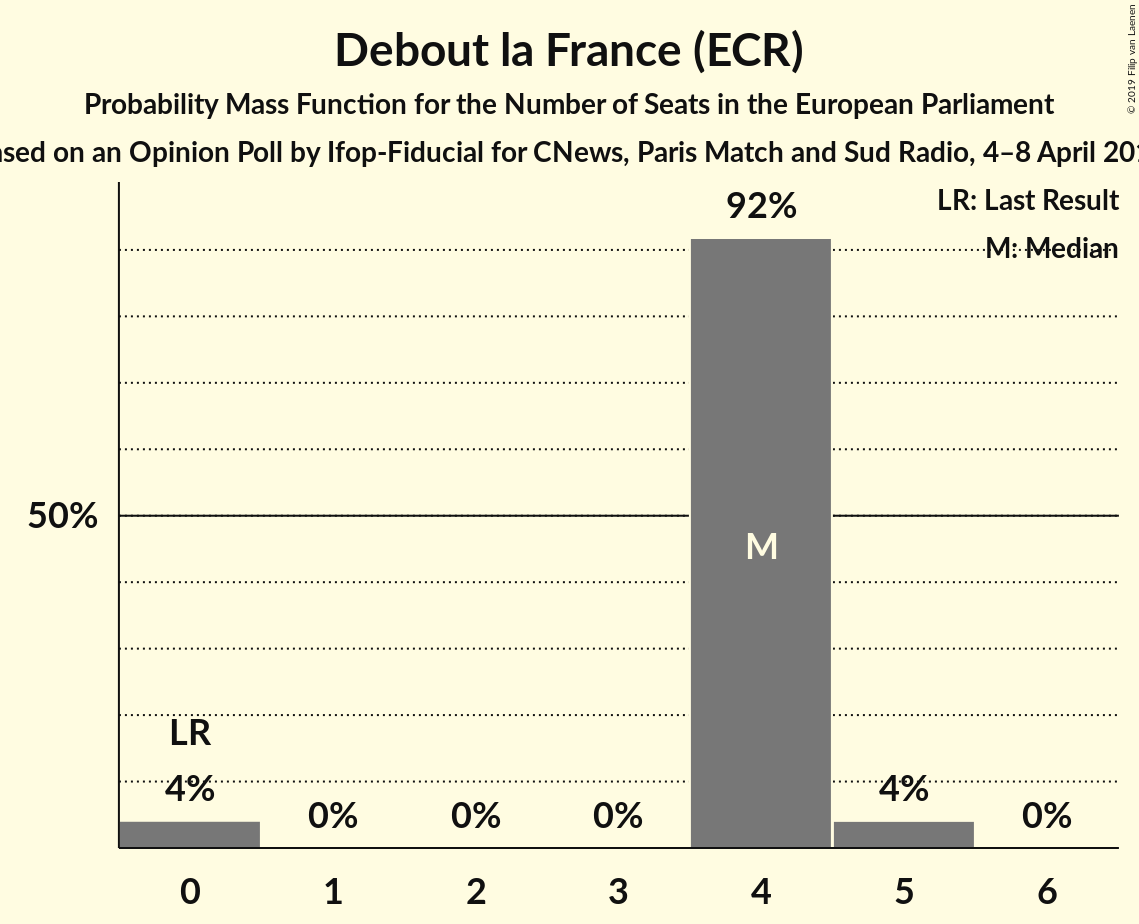 Debout la France (ECR)
Probability Mass Function for the Number of Seats in the European Parliament
on an Opinion Poll by Ifop-Fiducial for CNews, Paris Match and Sud Radio, 4–8 April
© 2019 Filip van Laenen
LR: Last Result
M: Median
92%
50%
M
LR
4%
0%
0%
0%
4%
0%
0
1
2
3
4
5
6